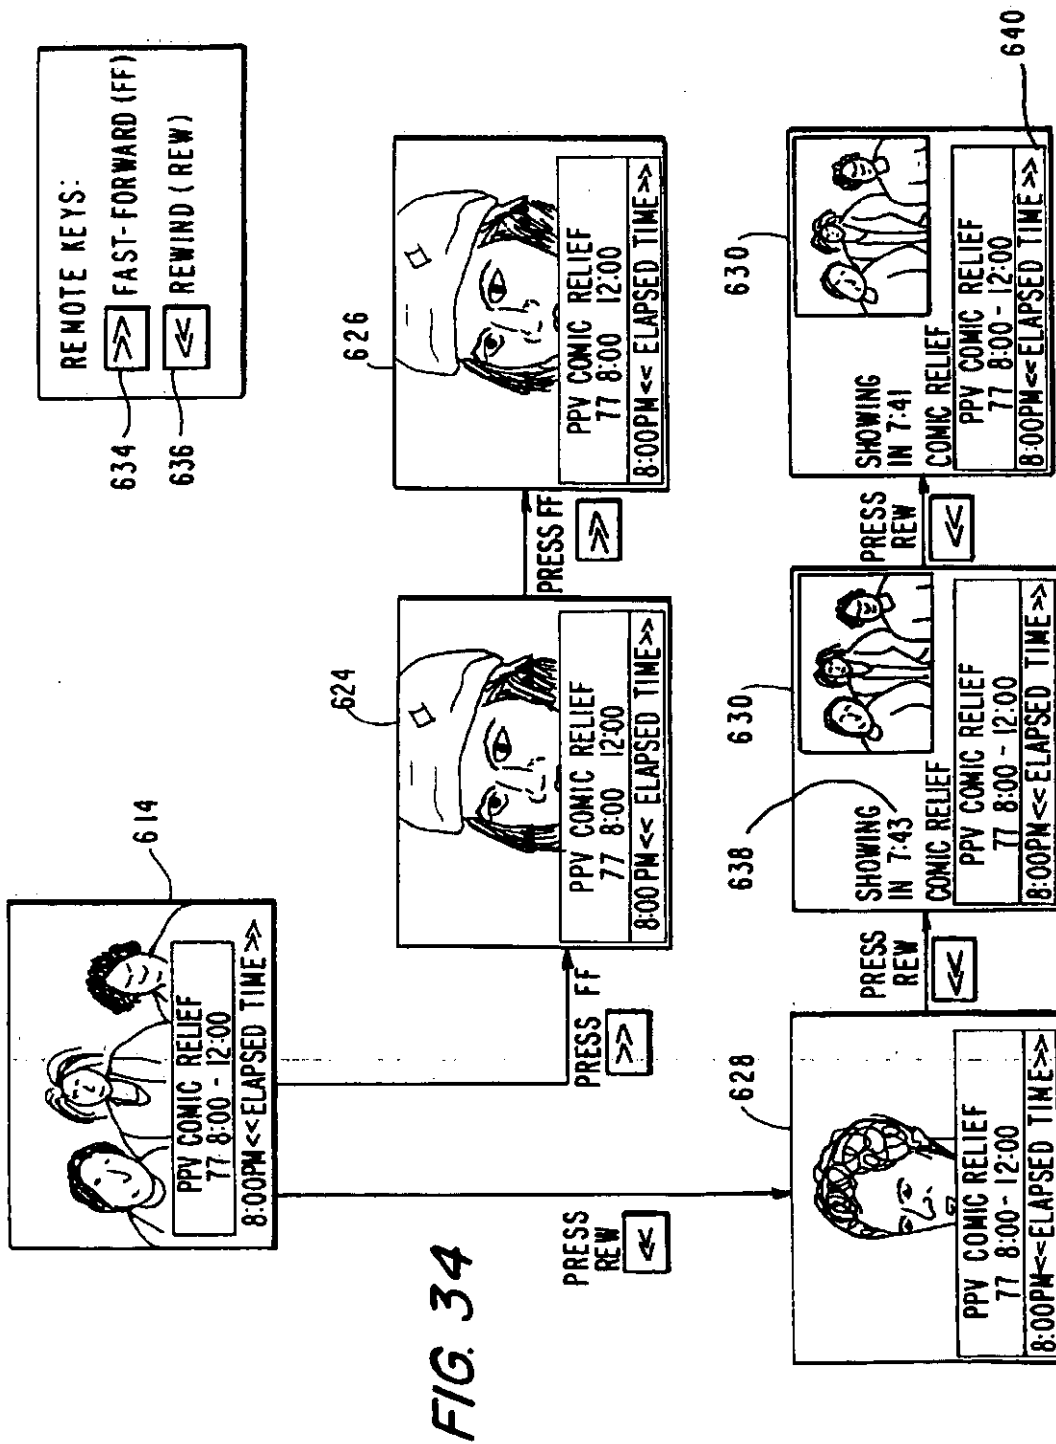 REMOTE KEYS:
634
>> FAST-FORWARD (FF)
636
<< REWIND (REW)
614
PPV COMIC RELIEF
77 8:00 - 12:00
8:00PM<<ELAPSED TIME>>
PRESS FF
>>
624
PPV COMIC RELIEF
77 8:00 12:00
8:00PM<< ELAPSED TIME>>
PRESS FF
>>
626
PPV COMIC RELIEF
77 8:00 12:00
8:00PM<< ELAPSED TIME>>
FIG. 34
PRESS
REW
<<
628
PPV COMIC RELIEF
77 8:00 - 12:00
8:00PM<<ELAPSED TIME>>
PRESS
REW
<<
638
630
SHOWING
IN 7:43
COMIC RELIEF
PPV COMIC RELIEF
77 8:00 - 12:00
8:00PM<<ELAPSED TIME>>
PRESS
REW
<<
630
SHOWING
IN 7:41
COMIC RELIEF
PPV COMIC RELIEF
77 8:00 - 12:00
8:00PM<<ELAPSED TIME>>
640